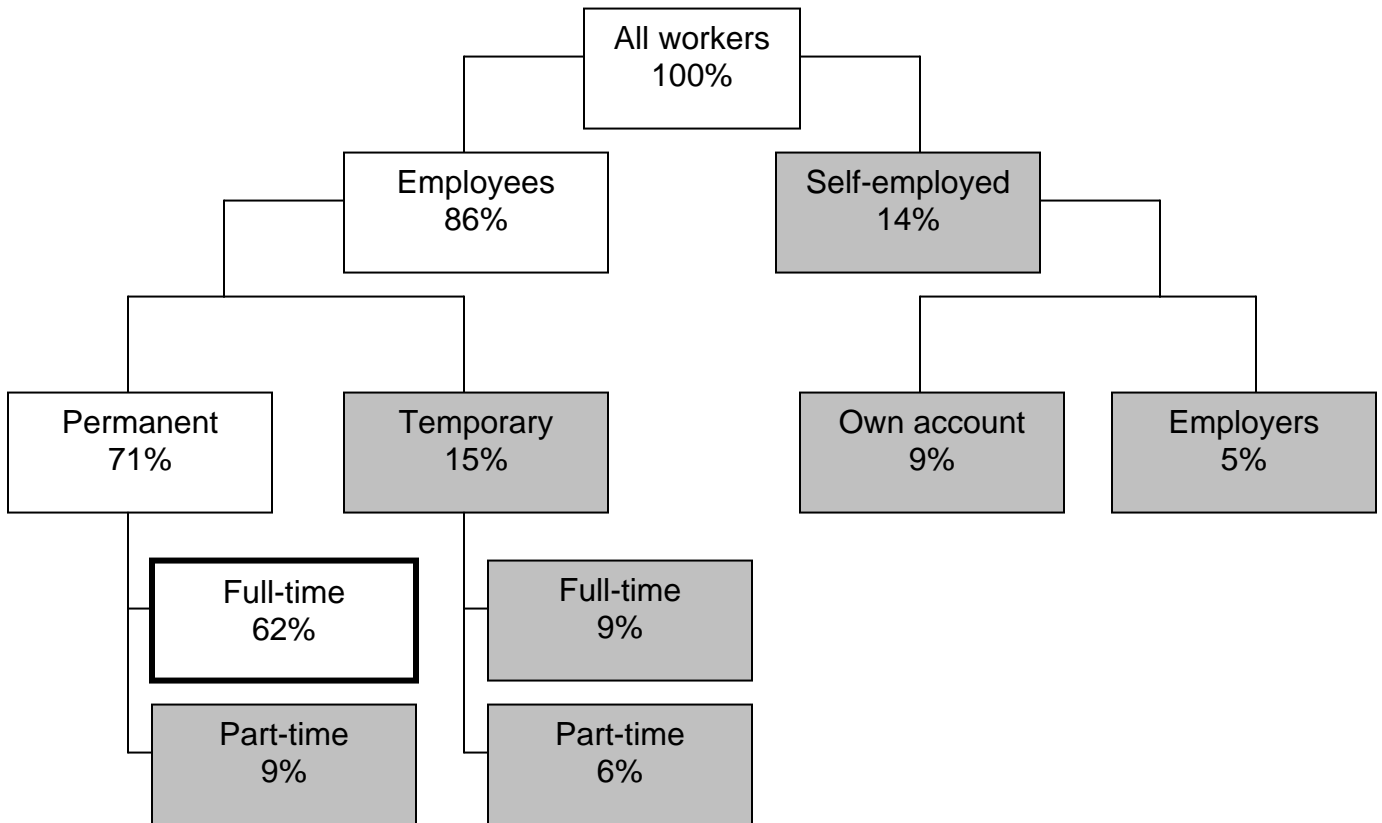 All workers
100%
Employees
86%
Self-employed
14%
Permanent
71%
Temporary
15%
Own account
9%
Employers
5%
Full-time
62%
Full-time
9%
Part-time
9%
Part-time
6%